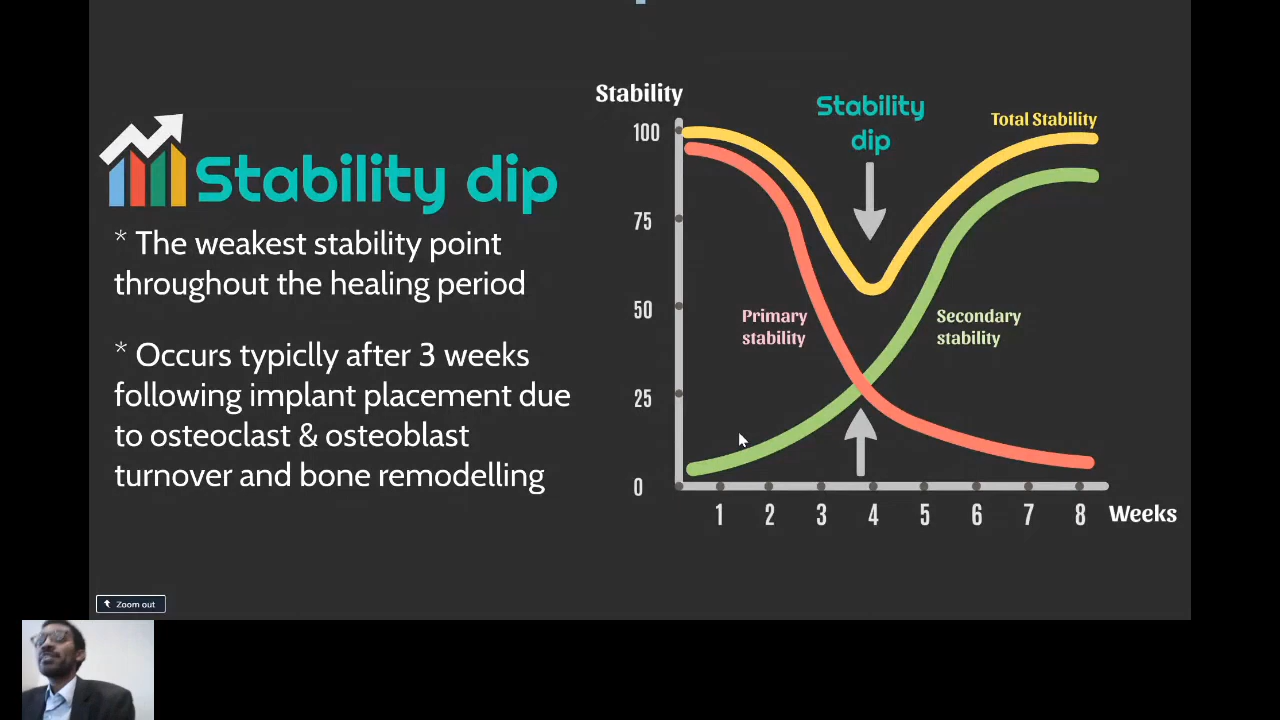 Stability dip
* The weakest stability point
throughout the healing period
* Occurs typiclly after 3 weeks
following implant placement due
to osteoclast & osteoblast
turnover and bone remodelling
Stability
100
75
50
25
0
Stability
dip
Total Stability
Primary
stability
Secondary
stability
1 2 3 4 5 6 7 8 Weeks
Zoom out